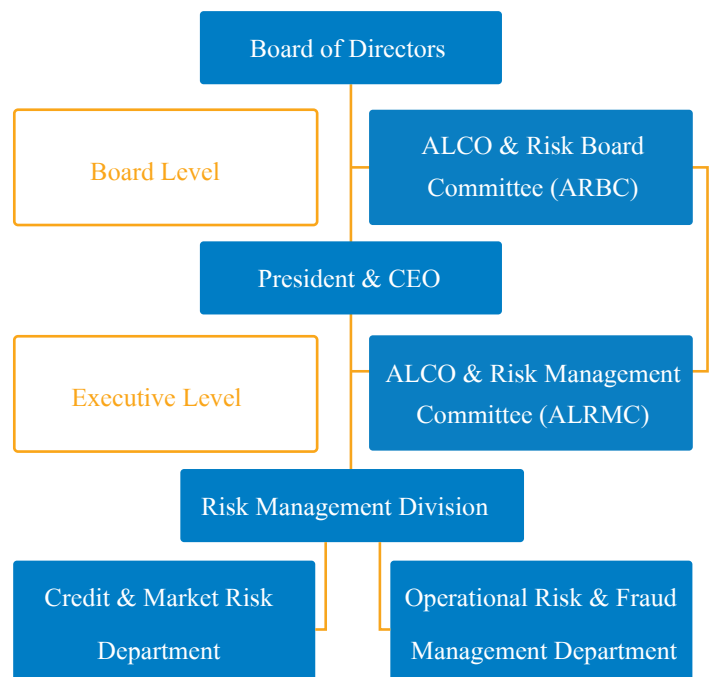 Board of Directors
Board Level
ALCO & Risk Board
Committee (ARBC)
President & CEO
Executive Level
ALCO & Risk Management
Committee (ALRMC)
Risk Management Division
Credit & Market Risk
Department
Operational Risk & Fraud
Management Department